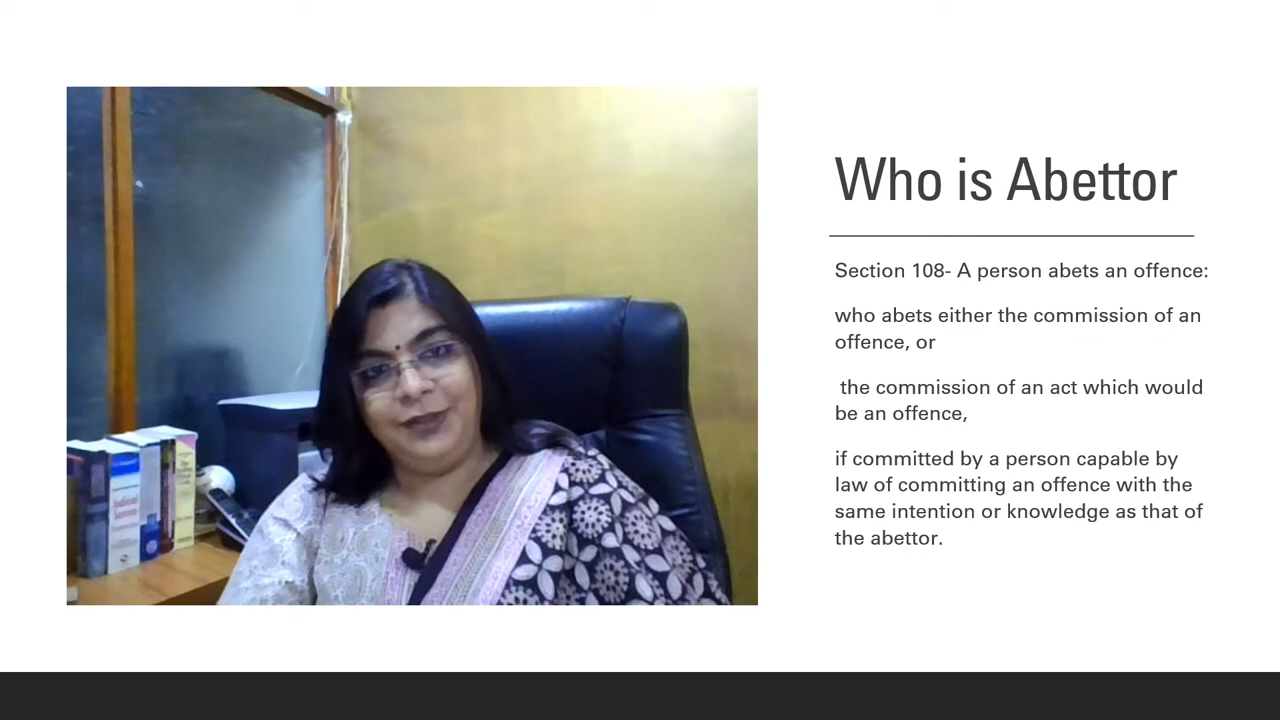 Who is Abettor
Section 108- A person abets an offence:
who abets either the commission of an
offence, or
the commission of an act which would
be an offence,
if committed by a person capable by
law of committing an offence with the
same intention or knowledge as that of
the abettor.